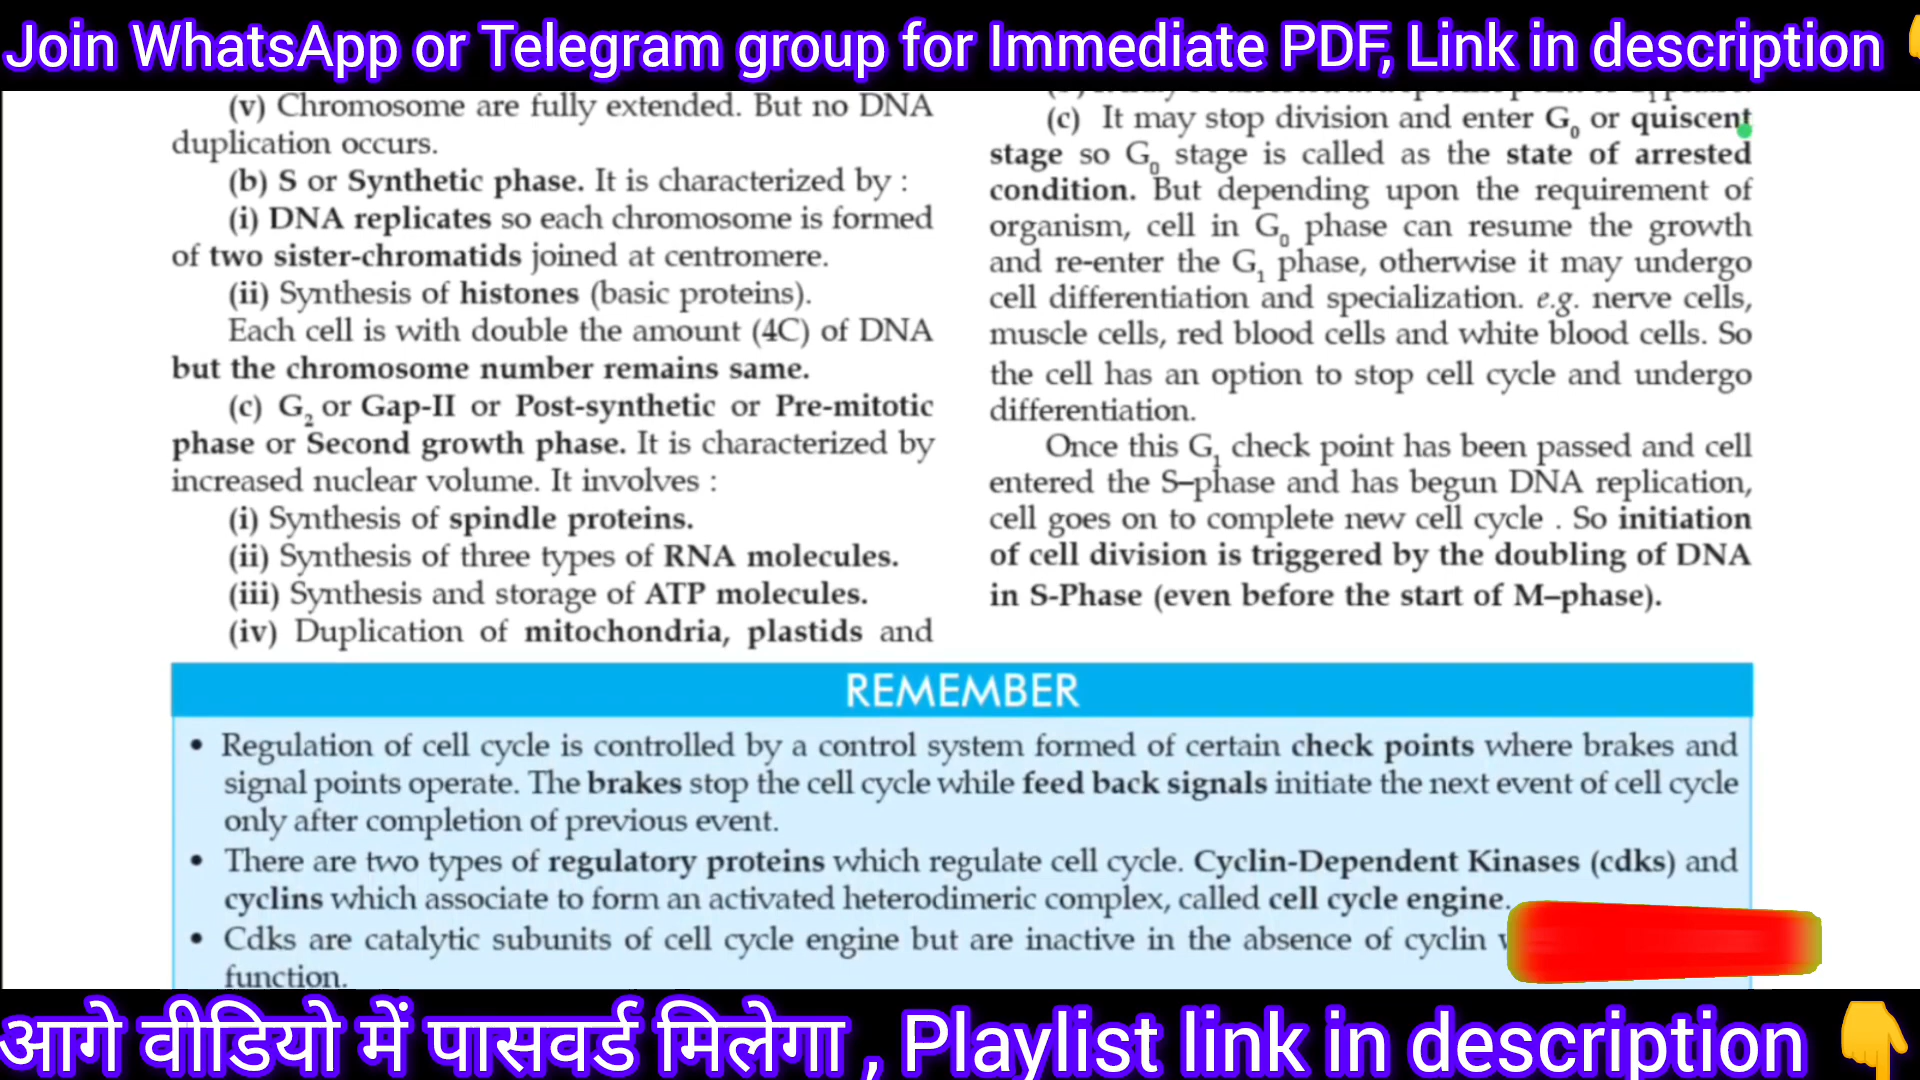 Join WhatsApp or Telegram group for Immediate PDF, Link in description
(v) Chromosome are fully extended. But no DNA
duplication occurs.
(b) S or Synthetic phase. It is characterized by :
(i) DNA replicates so each chromosome is formed
of two sister-chromatids joined at centromere.
(ii) Synthesis of histones (basic proteins).
Each cell is with double the amount (4C) of DNA
but the chromosome number remains same.
(c) G₂ or Gap-II or Post-synthetic or Pre-mitotic
phase or Second growth phase. It is characterized by
increased nuclear volume. It involves :
(i) Synthesis of spindle proteins.
(ii) Synthesis of three types of RNA molecules.
(iii) Synthesis and storage of ATP molecules.
(iv) Duplication of mitochondria, plastids and
(c) It may stop division and enter G₀ or quiscent
stage so G₀ stage is called as the state of arrested
condition. But depending upon the requirement of
organism, cell in G₀ phase can resume the growth
and re-enter the G₁ phase, otherwise it may undergo
cell differentiation and specialization. e.g. nerve cells,
muscle cells, red blood cells and white blood cells. So
the cell has an option to stop cell cycle and undergo
differentiation.
Once this G₁ check point has been passed and cell
entered the S–phase and has begun DNA replication,
cell goes on to complete new cell cycle . So initiation
of cell division is triggered by the doubling of DNA
in S-Phase (even before the start of M–phase).
REMEMBER
• Regulation of cell cycle is controlled by a control system formed of certain check points where brakes and
signal points operate. The brakes stop the cell cycle while feed back signals initiate the next event of cell cycle
only after completion of previous event.
• There are two types of regulatory proteins which regulate cell cycle. Cyclin-Dependent Kinases (cdks) and
cyclins which associate to form an activated heterodimeric complex, called cell cycle engine.
• Cdks are catalytic subunits of cell cycle engine but are inactive in the absence of cyclin
function.
आगे वीडियो में पासवर्ड मिलेगा , Playlist link in description